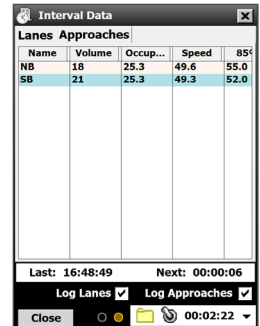 Interval Data
Lanes Approaches
Name Volume Occup... Speed 85%
NB 18 25.3 49.6 55.0
SB 21 25.3 49.3 52.0
Last: 16:48:49 Next: 00:00:06
Log Lanes Log Approaches
Close 00:02:22